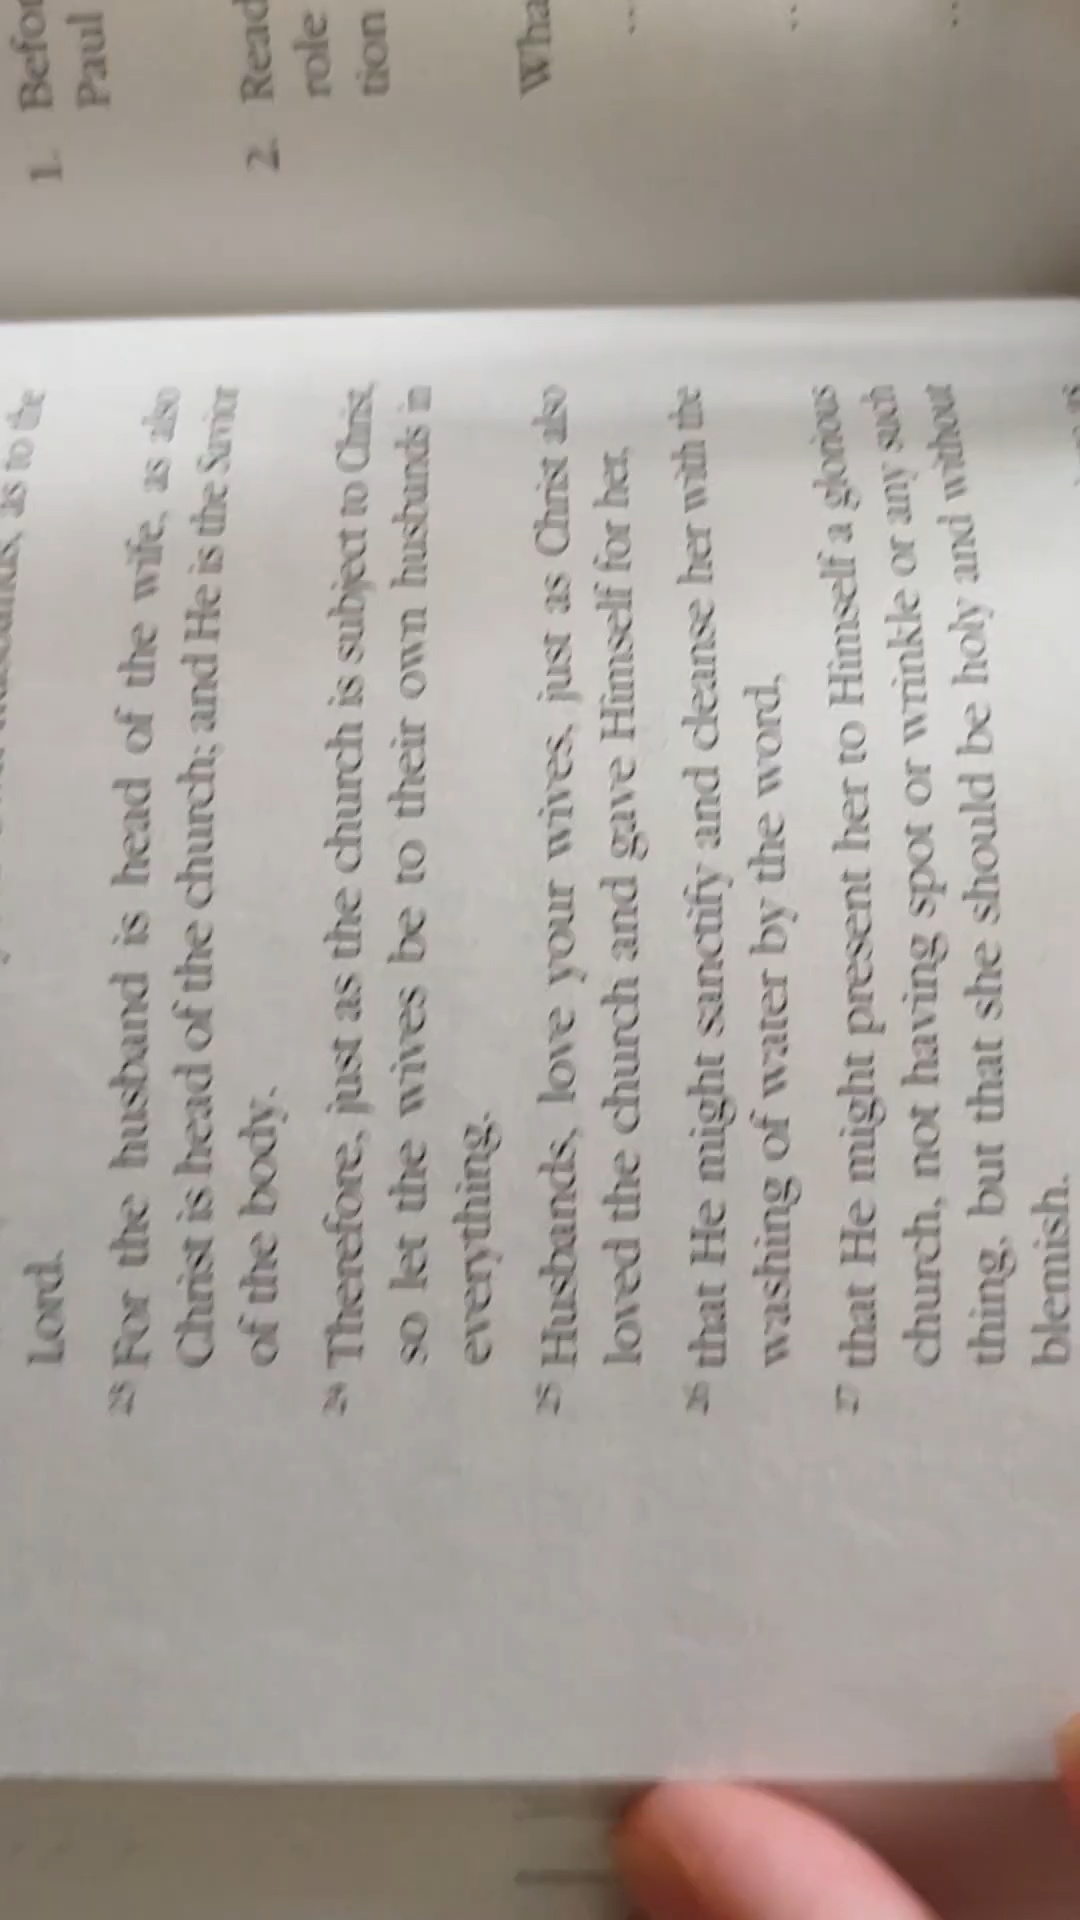 as to the
Lord.
23 For the husband is head of the wife, as also
Christ is head of the church; and He is the Savior
of the body.
24 Therefore, just as the church is subject to Christ,
so let the wives be to their own husbands in
everything.
25 Husbands, love your wives, just as Christ also
loved the church and gave Himself for her,
26 that He might sanctify and cleanse her with the
washing of water by the word,
27 that He might present her to Himself a glorious
church, not having spot or wrinkle or any such
thing, but that she should be holy and without
blemish.
1. Befor
Paul
2. Read
role
tion
Wha